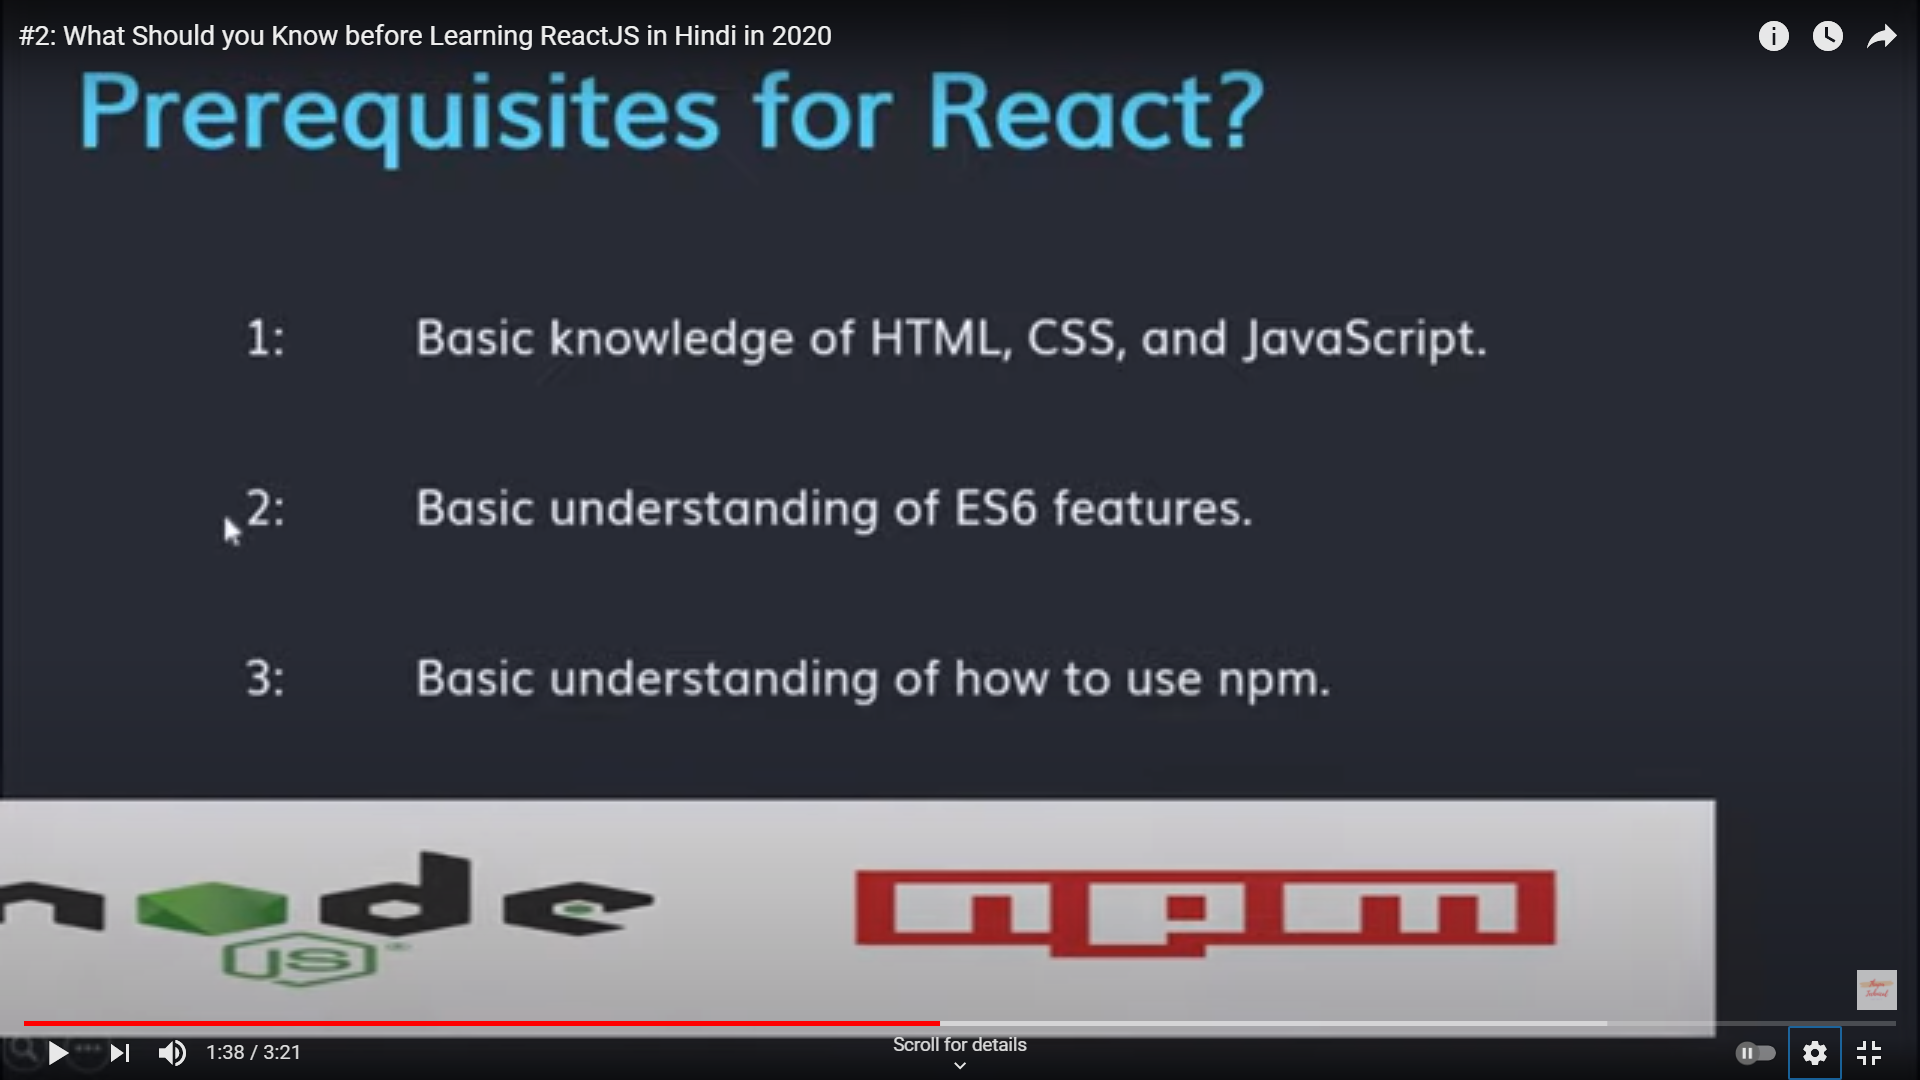 #2: What Should you Know before Learning ReactJS in Hindi in 2020
Prerequisites for React?
1: Basic knowledge of HTML, CSS, and JavaScript.
2: Basic understanding of ES6 features.
3: Basic understanding of how to use npm.
node
JS
npm
1:38 / 3:21
Scroll for details